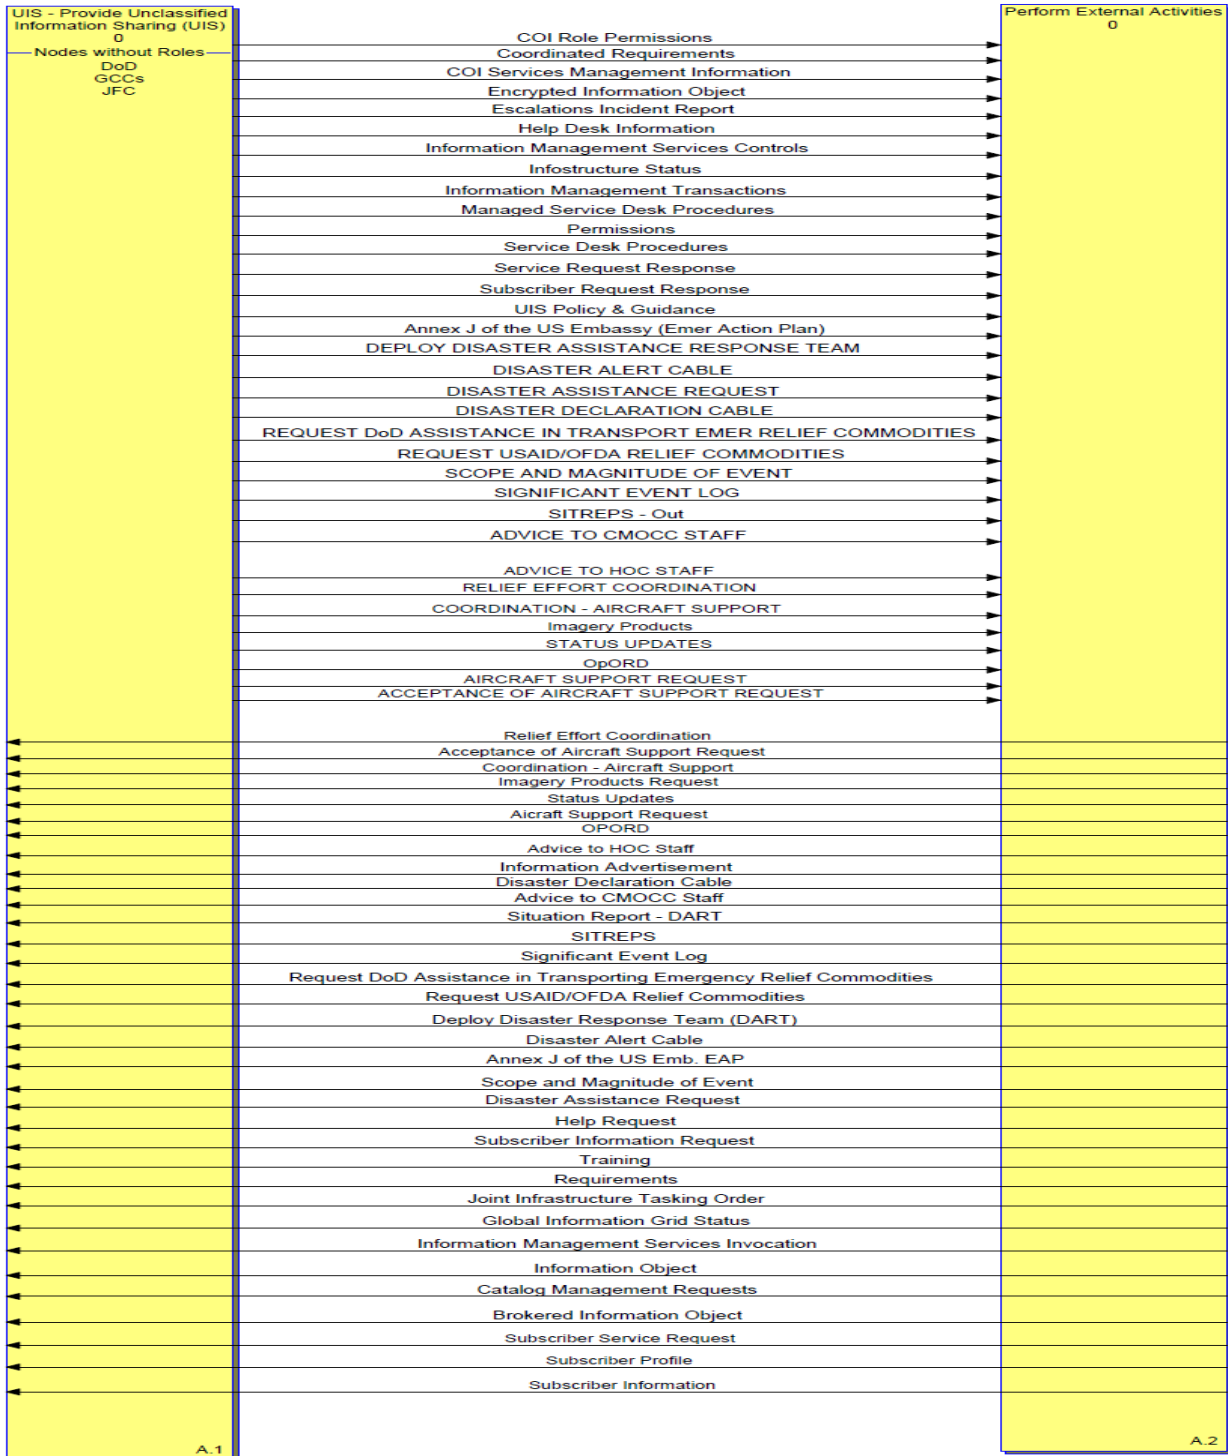 UIS - Provide Unclassified
Information Sharing (UIS)
0
Nodes without Roles
DoD
GCCs
JFC
Perform External Activities
0
COI Role Permissions
Coordinated Requirements
COI Services Management Information
Encrypted Information Object
Escalations Incident Report
Help Desk Information
Information Management Services Controls
Infostructure Status
Information Management Transactions
Managed Service Desk Procedures
Permissions
Service Desk Procedures
Service Request Response
Subscriber Request Response
UIS Policy & Guidance
Annex J of the US Embassy (Emer Action Plan)
DEPLOY DISASTER ASSISTANCE RESPONSE TEAM
DISASTER ALERT CABLE
DISASTER ASSISTANCE REQUEST
DISASTER DECLARATION CABLE
REQUEST DoD ASSISTANCE IN TRANSPORT EMER RELIEF COMMODITIES
REQUEST USAID/OFDA RELIEF COMMODITIES
SCOPE AND MAGNITUDE OF EVENT
SIGNIFICANT EVENT LOG
SITREPS - Out
ADVICE TO CMOCC STAFF
ADVICE TO HOC STAFF
RELIEF EFFORT COORDINATION
COORDINATION - AIRCRAFT SUPPORT
Imagery Products
STATUS UPDATES
OpORD
AIRCRAFT SUPPORT REQUEST
ACCEPTANCE OF AIRCRAFT SUPPORT REQUEST
Relief Effort Coordination
Acceptance of Aircraft Support Request
Coordination - Aircraft Support
Imagery Products Request
Status Updates
Aicraft Support Request
OPORD
Advice to HOC Staff
Information Advertisement
Disaster Declaration Cable
Advice to CMOCC Staff
Situation Report - DART
SITREPS
Significant Event Log
Request DoD Assistance in Transporting Emergency Relief Commodities
Request USAID/OFDA Relief Commodities
Deploy Disaster Response Team (DART)
Disaster Alert Cable
Annex J of the US Emb. EAP
Scope and Magnitude of Event
Disaster Assistance Request
Help Request
Subscriber Information Request
Training
Requirements
Joint Infrastructure Tasking Order
Global Information Grid Status
Information Management Services Invocation
Information Object
Catalog Management Requests
Brokered Information Object
Subscriber Service Request
Subscriber Profile
Subscriber Information
A.1
A.2